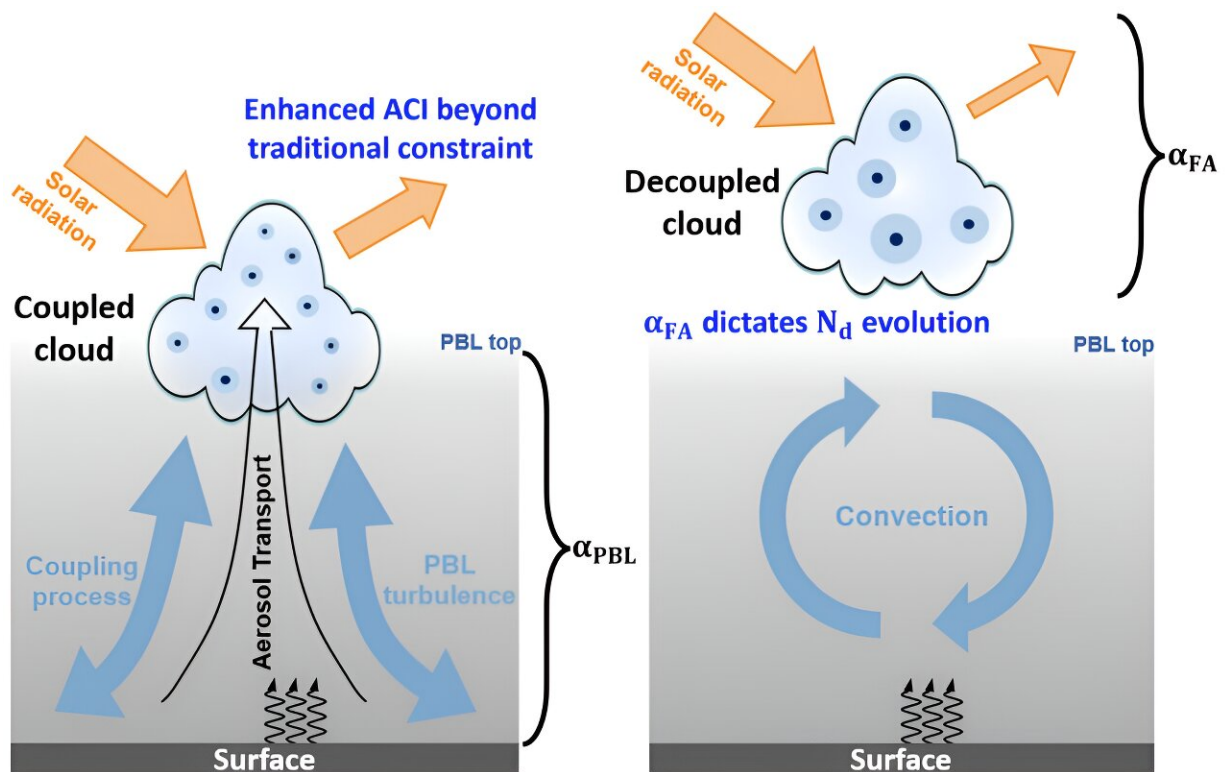 Enhanced ACI beyond
traditional constraint
Solar
radiation
Coupled
cloud
PBL top
Coupling
process
Aerosol Transport
PBL
turbulence
α_PBL
Surface
Solar
radiation
Decoupled
cloud
α_FA
α_FA dictates N_d evolution
PBL top
Convection
Surface